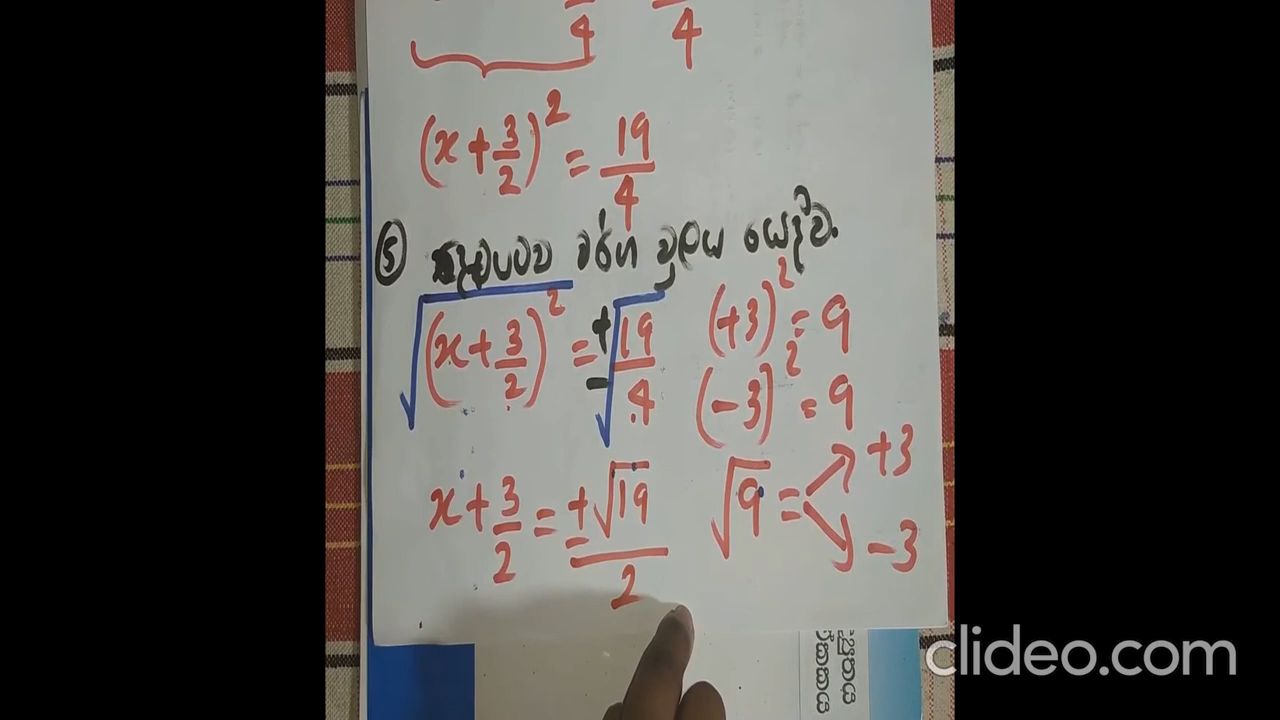 4 4
(x + 3/2)² = 19/4
⑤ දෙපසම වර්ග මූලය යෙදීම.
√(x + 3/2)² = ±√19/4
(+3)² = 9
(-3)² = 9
x + 3/2 = ±√19/2
√9 = +3
-3
clideo.com